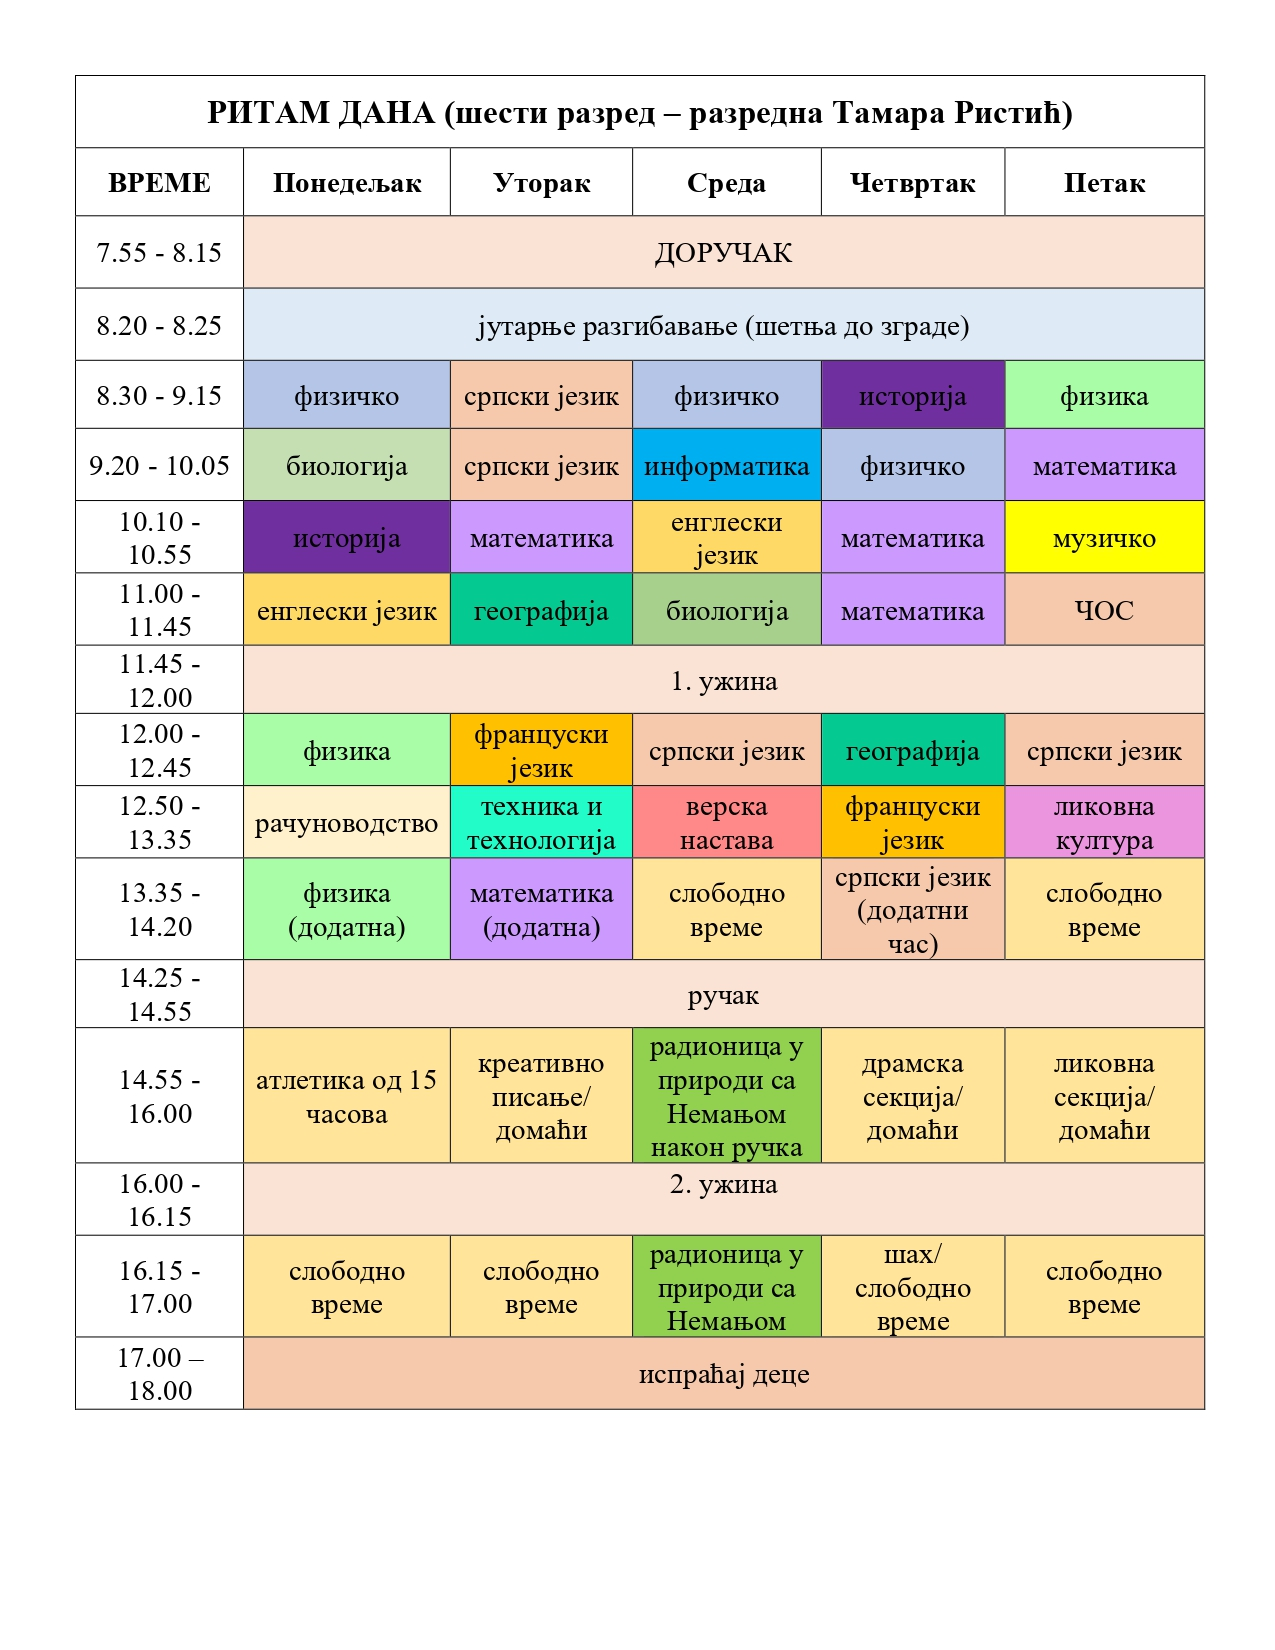 РИТАМ ДАНА (шести разред – разредна Тамара Ристић)
ВРЕМЕ Понедељак Уторак Среда Четвртак Петак
7.55 - 8.15 ДОРУЧАК
8.20 - 8.25 јутарње разгибавање (шетња до зграде)
8.30 - 9.15 физичко српски језик физичко историја физика
9.20 - 10.05 биологија српски језик информатика физичко математика
10.10 - 10.55 историја математика енглески језик математика музичко
11.00 - 11.45 енглески језик географија биологија математика ЧОС
11.45 - 12.00 1. ужина
12.00 - 12.45 физика француски језик српски језик географија српски језик
12.50 - 13.35 рачуноводство техника и технологија верска настава француски језик ликовна култура
13.35 - 14.20 физика (додатна) математика (додатна) слободно време српски језик (додатни час) слободно време
14.25 - 14.55 ручак
14.55 - 16.00 атлетика од 15 часова креативно писање/ домаћи радионица у природи са Немањом након ручка драмска секција/ домаћи ликовна секција/ домаћи
16.00 - 16.15 2. ужина
16.15 - 17.00 слободно време слободно време радионица у природи са Немањом шах/ слободно време слободно време
17.00 – 18.00 испраћај деце